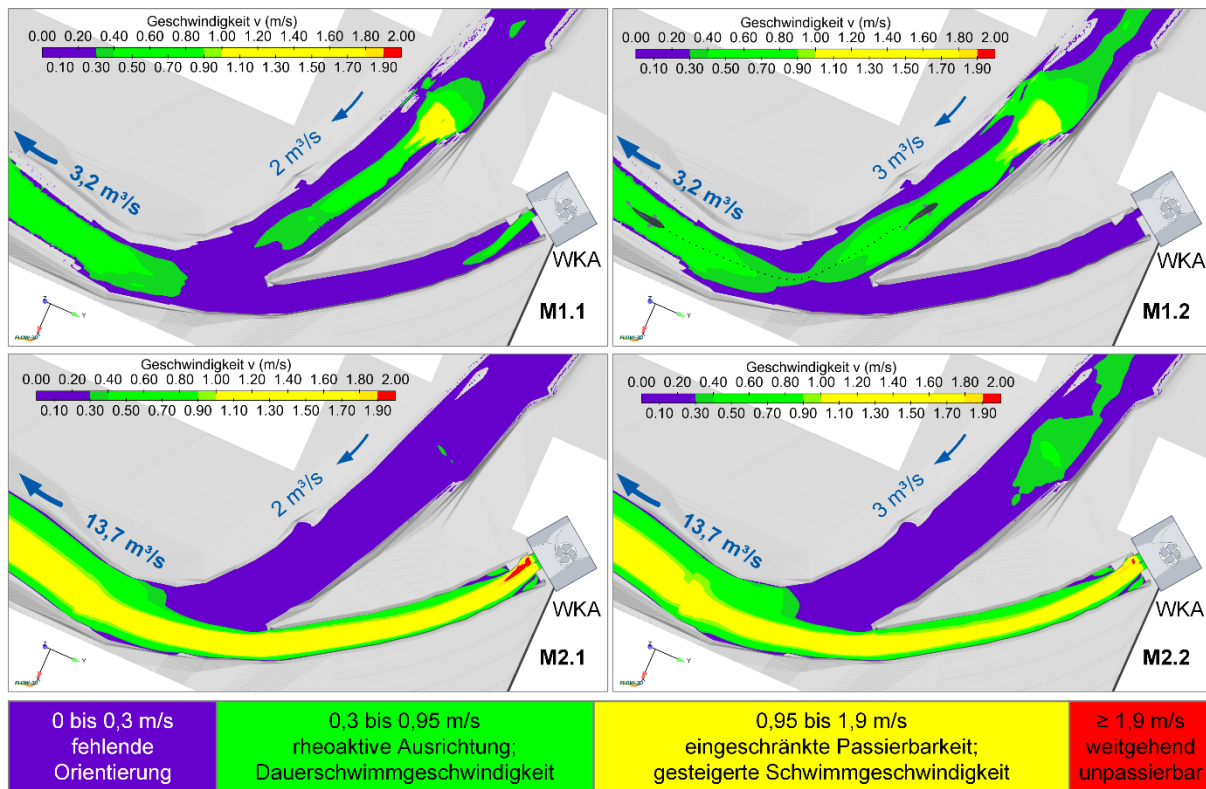 Geschwindigkeit v (m/s)
0.00 0.20 0.40 0.60 0.80 1.00 1.20 1.40 1.60 1.80 2.00
0.10 0.30 0.50 0.70 0.90 1.10 1.30 1.50 1.70 1.90
2 m³/s
3,2 m³/s
WKA
M1.1
Z
X
Y
FLOW-3D
Geschwindigkeit v (m/s)
0.00 0.20 0.40 0.60 0.80 1.00 1.20 1.40 1.60 1.80 2.00
0.10 0.30 0.50 0.70 0.90 1.10 1.30 1.50 1.70 1.90
3 m³/s
3,2 m³/s
WKA
M1.2
Z
X
Y
FLOW-3D
Geschwindigkeit v (m/s)
0.00 0.20 0.40 0.60 0.80 1.00 1.20 1.40 1.60 1.80 2.00
0.10 0.30 0.50 0.70 0.90 1.10 1.30 1.50 1.70 1.90
2 m³/s
13,7 m³/s
WKA
M2.1
Z
X
Y
FLOW-3D
Geschwindigkeit v (m/s)
0.00 0.20 0.40 0.60 0.80 1.00 1.20 1.40 1.60 1.80 2.00
0.10 0.30 0.50 0.70 0.90 1.10 1.30 1.50 1.70 1.90
3 m³/s
13,7 m³/s
WKA
M2.2
Z
X
Y
FLOW-3D
0 bis 0,3 m/s
fehlende
Orientierung
0,3 bis 0,95 m/s
rheoaktive Ausrichtung;
Dauerschwimmgeschwindigkeit
0,95 bis 1,9 m/s
eingeschränkte Passierbarkeit;
gesteigerte Schwimmgeschwindigkeit
≥ 1,9 m/s
weitgehend
unpassierbar